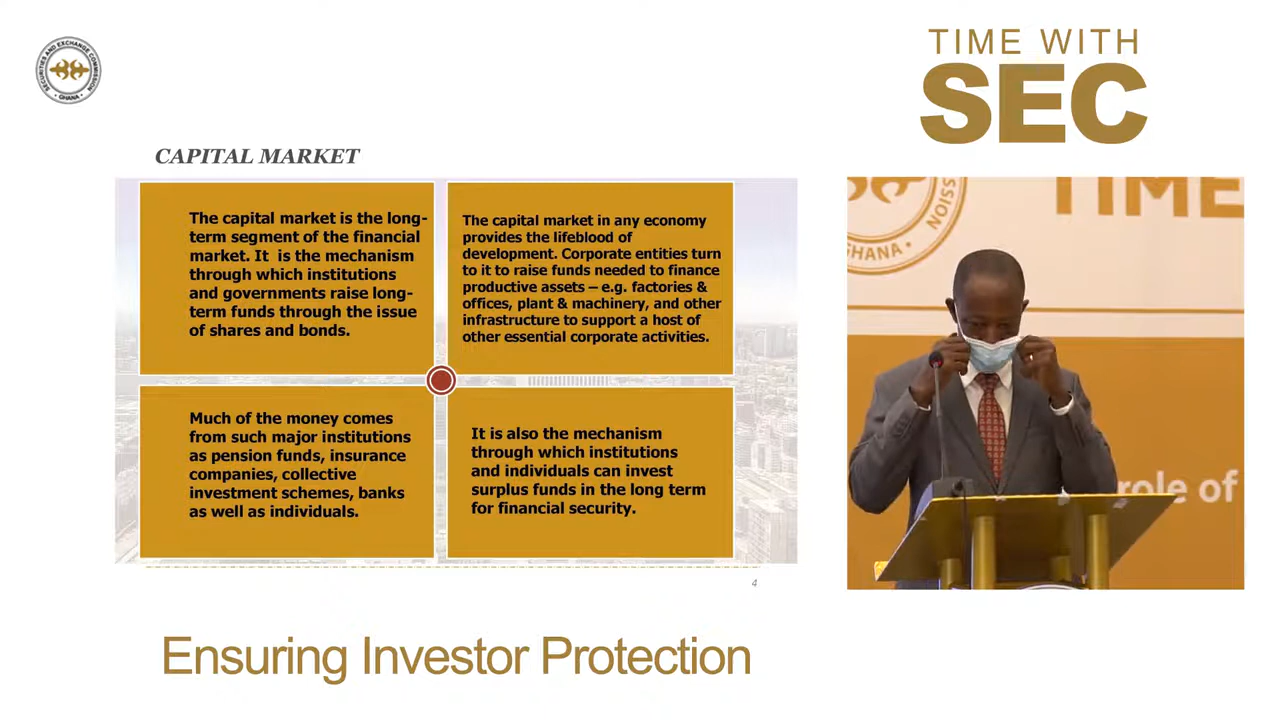 SECURITIES AND EXCHANGE COMMISSION
• GHANA •
TIME WITH
SEC
CAPITAL MARKET
The capital market is the long-
term segment of the financial
market. It is the mechanism
through which institutions
and governments raise long-
term funds through the issue
of shares and bonds.
The capital market in any economy
provides the lifeblood of
development. Corporate entities turn
to it to raise funds needed to finance
productive assets – e.g. factories &
offices, plant & machinery, and other
infrastructure to support a host of
other essential corporate activities.
Much of the money comes
from such major institutions
as pension funds, insurance
companies, collective
investment schemes, banks
as well as individuals.
It is also the mechanism
through which institutions
and individuals can invest
surplus funds in the long term
for financial security.
4
SSION
GHANA •
TIME
role of
Ensuring Investor Protection